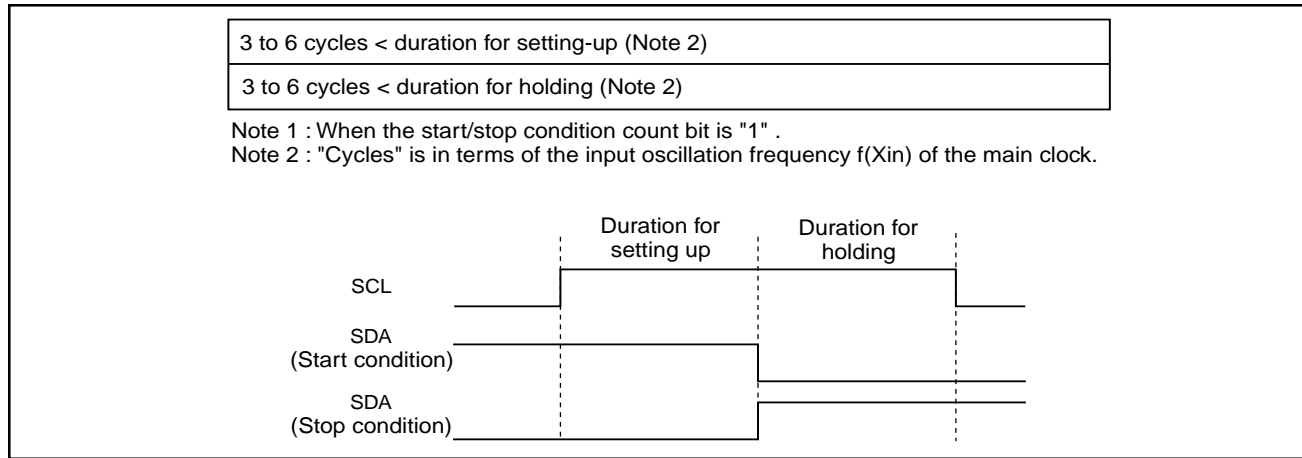 3 to 6 cycles < duration for setting-up (Note 2)
3 to 6 cycles < duration for holding (Note 2)
Note 1 : When the start/stop condition count bit is "1" .
Note 2 : "Cycles" is in terms of the input oscillation frequency f(Xin) of the main clock.
Duration for
setting up
Duration for
holding
SCL
SDA
(Start condition)
SDA
(Stop condition)